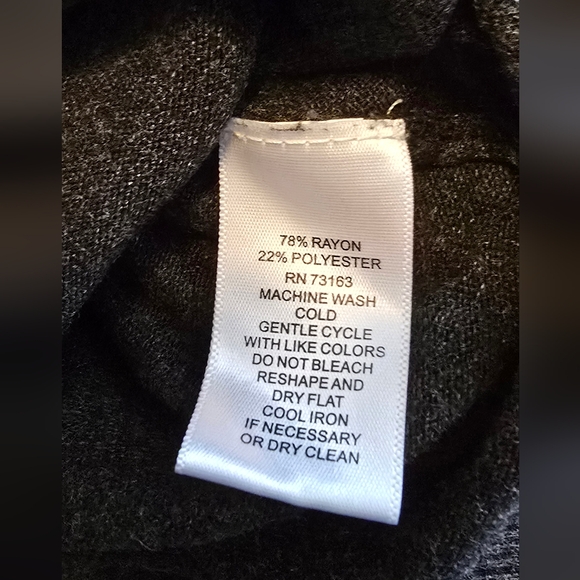 78% RAYON
22% POLYESTER
RN 73163
MACHINE WASH
COLD
GENTLE CYCLE
WITH LIKE COLORS
DO NOT BLEACH
RESHAPE AND
DRY FLAT
COOL IRON
IF NECESSARY
OR DRY CLEAN